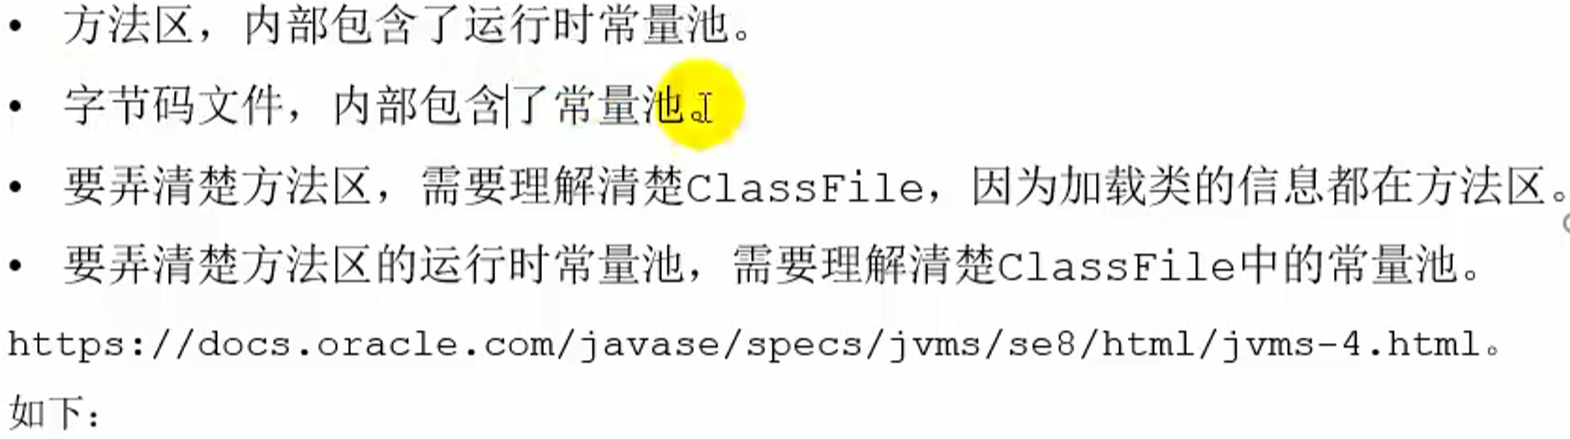 • 方法区，内部包含了运行时常量池。
• 字节码文件，内部包含了常量池。
• 要弄清楚方法区，需要理解清楚ClassFile，因为加载类的信息都在方法区。
• 要弄清楚方法区的运行时常量池，需要理解清楚ClassFile中的常量池。
https://docs.oracle.com/javase/specs/jvms/se8/html/jvms-4.html。
如下：